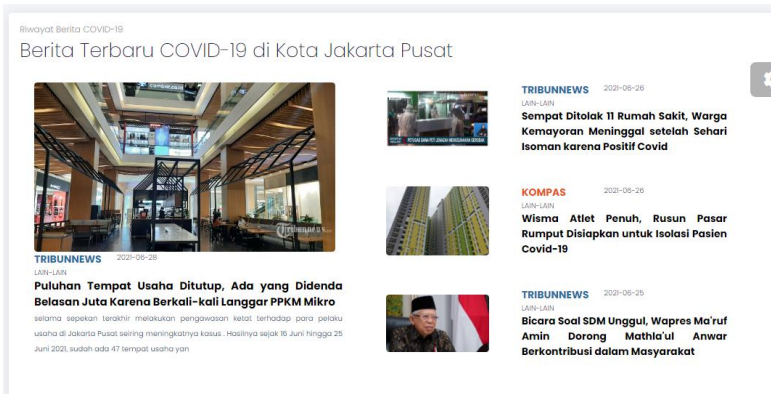 Riwayat Berita COVID-19
Berita Terbaru COVID-19 di Kota Jakarta Pusat
Tribunnews
TRIBUNNEWS 2021-06-28
LAIN-LAIN
Puluhan Tempat Usaha Ditutup, Ada yang Didenda
Belasan Juta Karena Berkali-kali Langgar PPKM Mikro
selama sepekan terakhir melakukan pengawasan ketat terhadap para pelaku
usaha di Jakarta Pusat seiring meningkatnya kasus . Hasilnya sejak 16 Juni hingga 25
Juni 2021, sudah ada 47 tempat usaha yan
TRIBUNNEWS 2021-06-26
LAIN-LAIN
Sempat Ditolak 11 Rumah Sakit, Warga
Kemayoran Meninggal setelah Sehari
Isoman karena Positif Covid
KOMPAS 2021-06-26
LAIN-LAIN
Wisma Atlet Penuh, Rusun Pasar
Rumput Disiapkan untuk Isolasi Pasien
Covid-19
TRIBUNNEWS 2021-06-25
LAIN-LAIN
Bicara Soal SDM Unggul, Wapres Ma'ruf
Amin Dorong Mathla'ul Anwar
Berkontribusi dalam Masyarakat